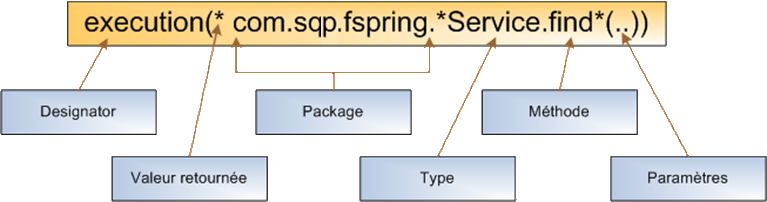 execution(* com.sqp.fspring.*Service.find*(..))
Designator
Package
Méthode
Valeur retournée
Type
Paramètres